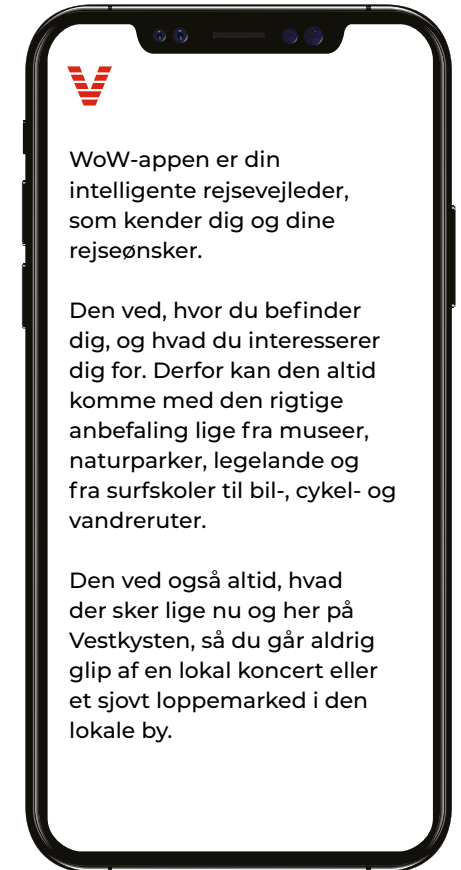 WoW-appen er din
intelligente rejsevejleder,
som kender dig og dine
rejseønsker.
Den ved, hvor du befinder
dig, og hvad du interesserer
dig for. Derfor kan den altid
komme med den rigtige
anbefaling lige fra museer,
naturparker, legelande og
fra surfskoler til bil-, cykel- og
vandreruter.
Den ved også altid, hvad
der sker lige nu og her på
Vestkysten, så du går aldrig
glip af en lokal koncert eller
et sjovt loppemarked i den
lokale by.